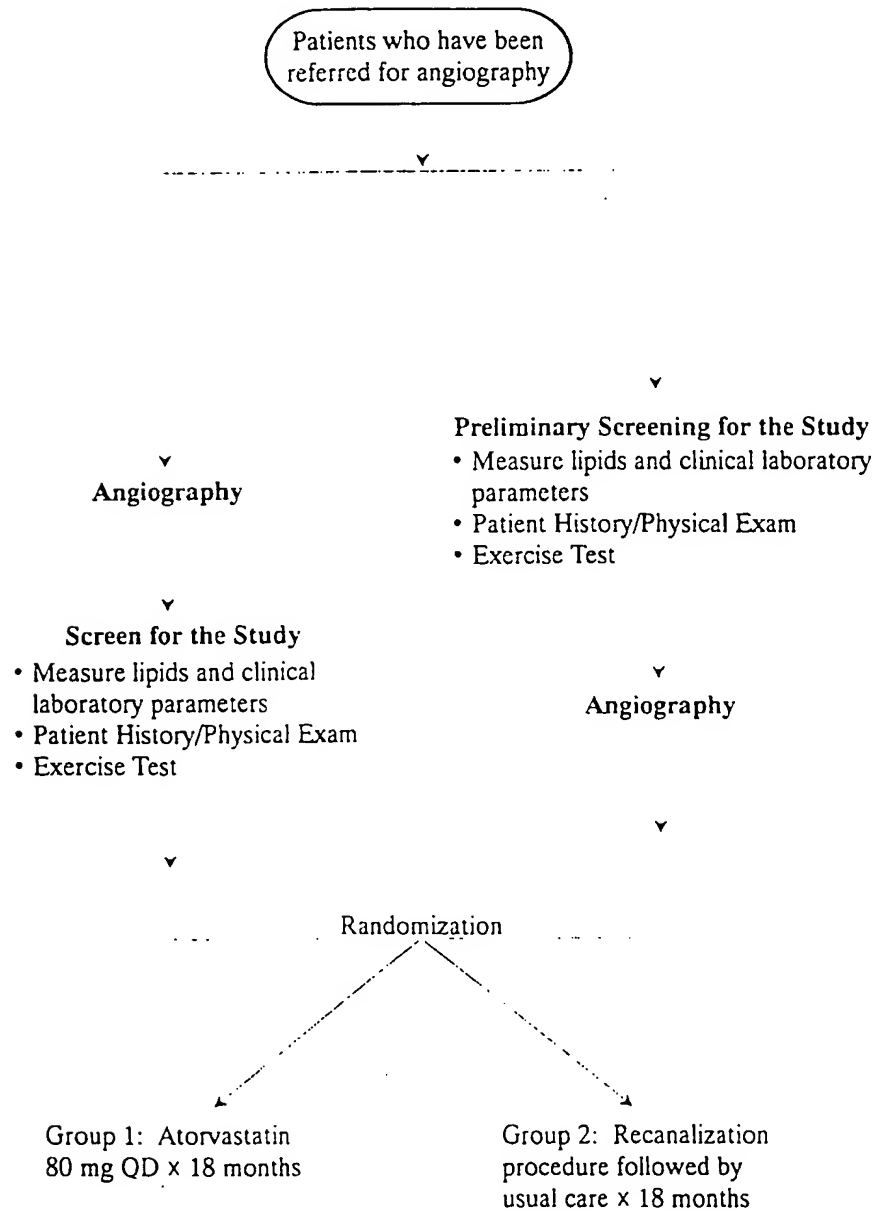 Patients who have been
referred for angiography
Angiography
Screen for the Study
• Measure lipids and clinical
laboratory parameters
• Patient History/Physical Exam
• Exercise Test
Preliminary Screening for the Study
• Measure lipids and clinical laboratory
parameters
• Patient History/Physical Exam
• Exercise Test
Angiography
Randomization
Group 1: Atorvastatin
80 mg QD × 18 months
Group 2: Recanalization
procedure followed by
usual care × 18 months